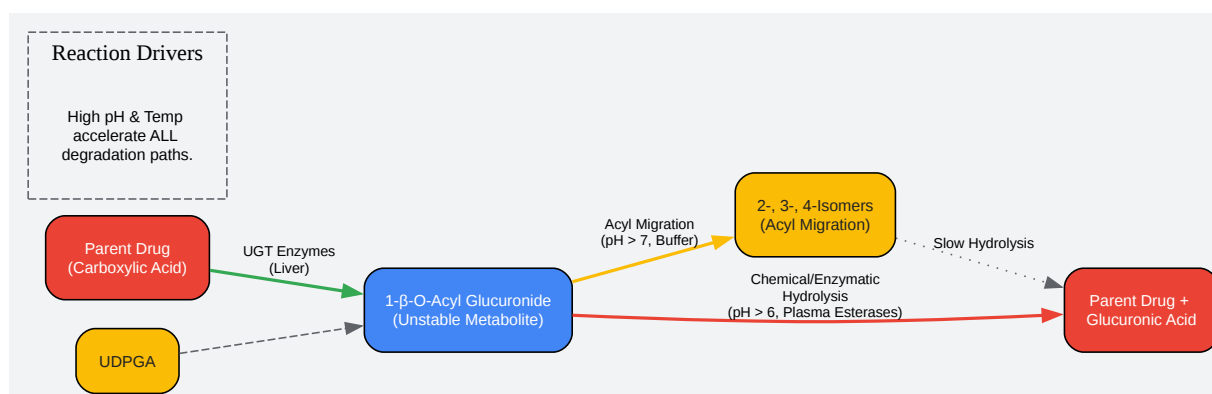 Reaction Drivers
High pH & Temp
accelerate ALL
degradation paths.
Parent Drug
(Carboxylic Acid)
UGT Enzymes
(Liver)
UDPGA
1-β-O-Acyl Glucuronide
(Unstable Metabolite)
Acyl Migration
(pH > 7, Buffer)
2-, 3-, 4-Isomers
(Acyl Migration)
Slow Hydrolysis
Chemical/Enzymatic
Hydrolysis
(pH > 6, Plasma Esterases)
Parent Drug +
Glucuronic Acid